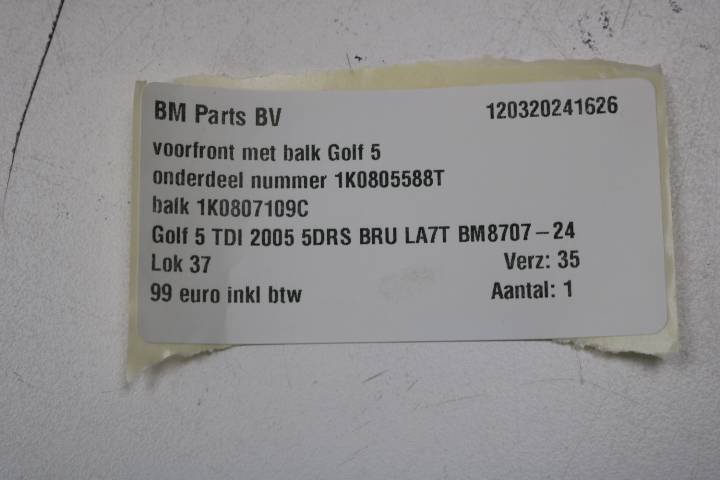 BM Parts BV 120320241626
voorfront met balk Golf 5
onderdeel nummer 1K0805588T
balk 1K0807109C
Golf 5 TDI 2005 5DRS BRU LA7T BM8707-24
Lok 37 Verz: 35
99 euro inkl btw Aantal: 1